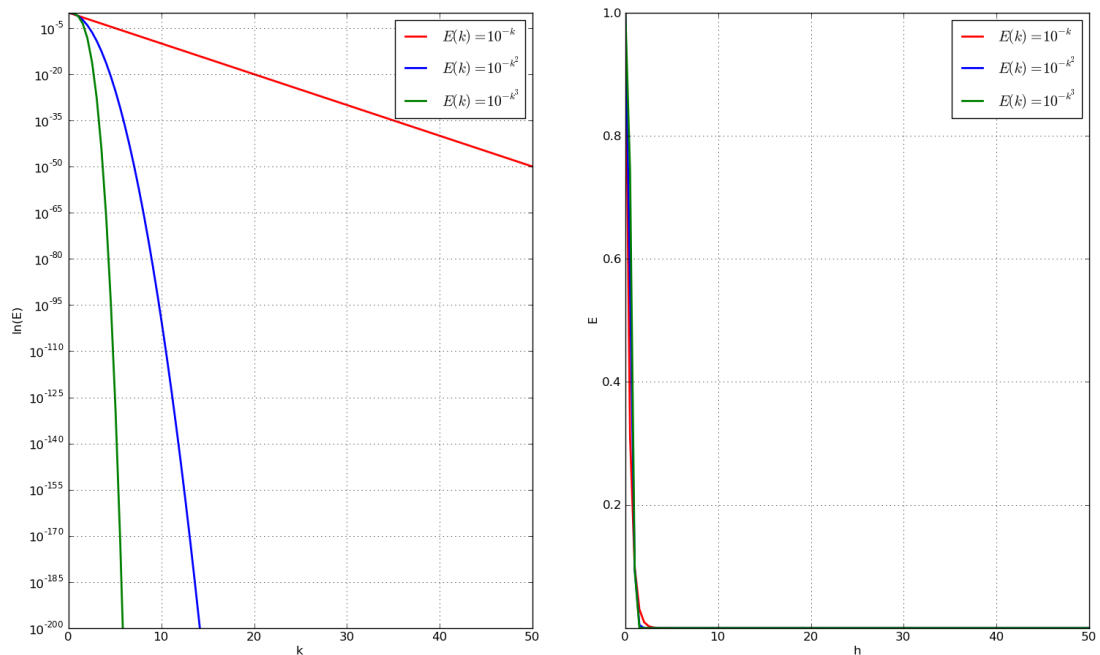 10^-5
10^-20
10^-35
10^-50
10^-65
10^-80
10^-95
10^-110
10^-125
10^-140
10^-155
10^-170
10^-185
10^-200
ln(E)
0 10 20 30 40 50
k
E(k)=10^{-k}
E(k)=10^{-k^2}
E(k)=10^{-k^3}
1.0
0.8
0.6
0.4
0.2
E
0 10 20 30 40 50
h
E(k)=10^{-k}
E(k)=10^{-k^2}
E(k)=10^{-k^3}